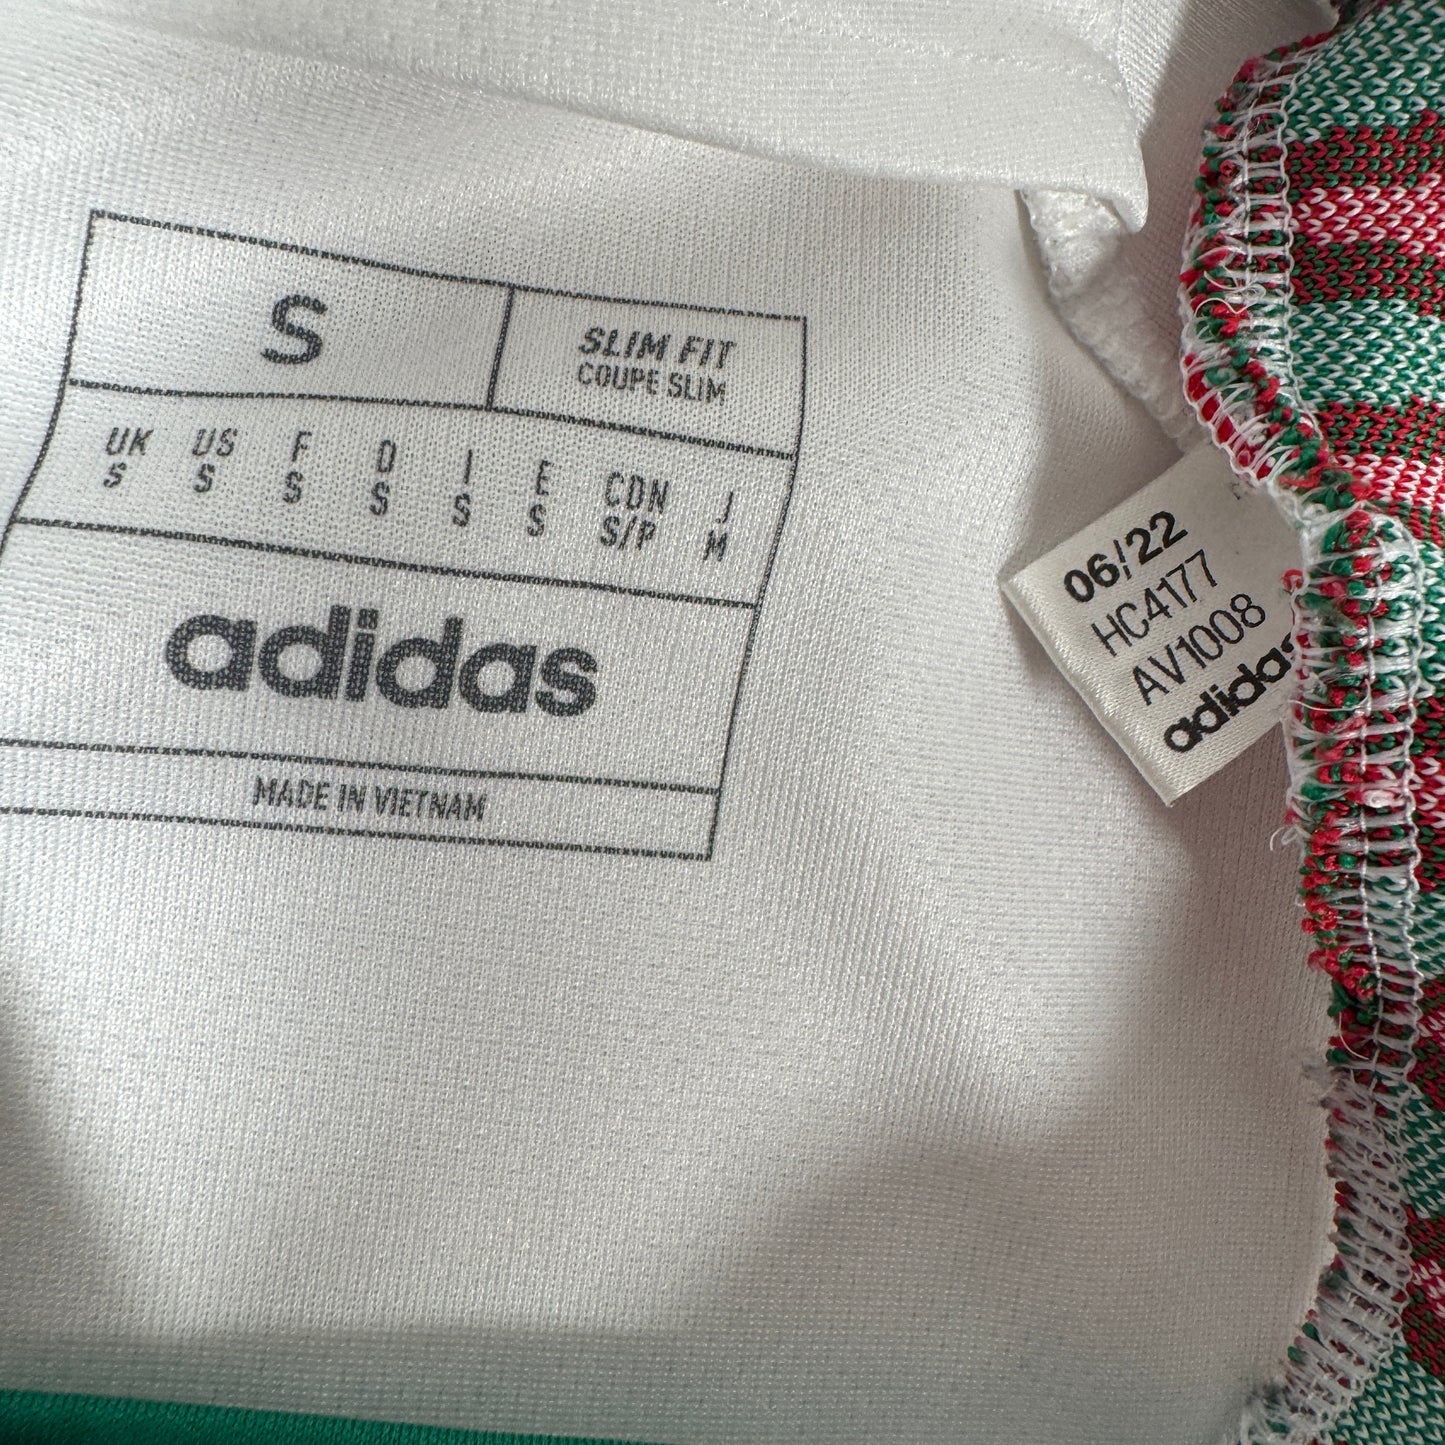 S
SLIM FIT
COUPE SLIM
UK US F D I E CDN J
S S S S S S S/P M
adidas
MADE IN VIETNAM
06/22
HC4177
AV1008
adidas